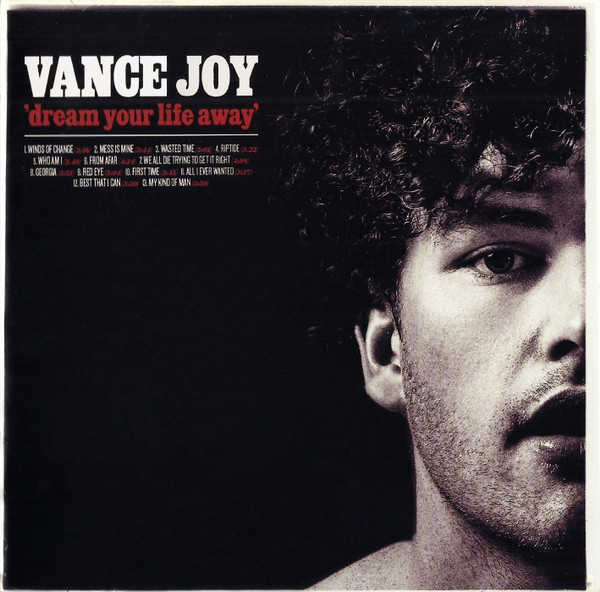 VANCE JOY
'dream your life away'
1. WINDS OF CHANGE 2. MESS IS MINE 3. WASTED TIME 4. RIPTIDE
5. WHO AM I 6. FROM AFAR 7. WE ALL DIE TRYING TO GET IT RIGHT
8. GEORGIA 9. RED EYE 10. FIRST TIME 11. ALL I EVER WANTED
12. BEST THAT I CAN 13. MY KIND OF MAN